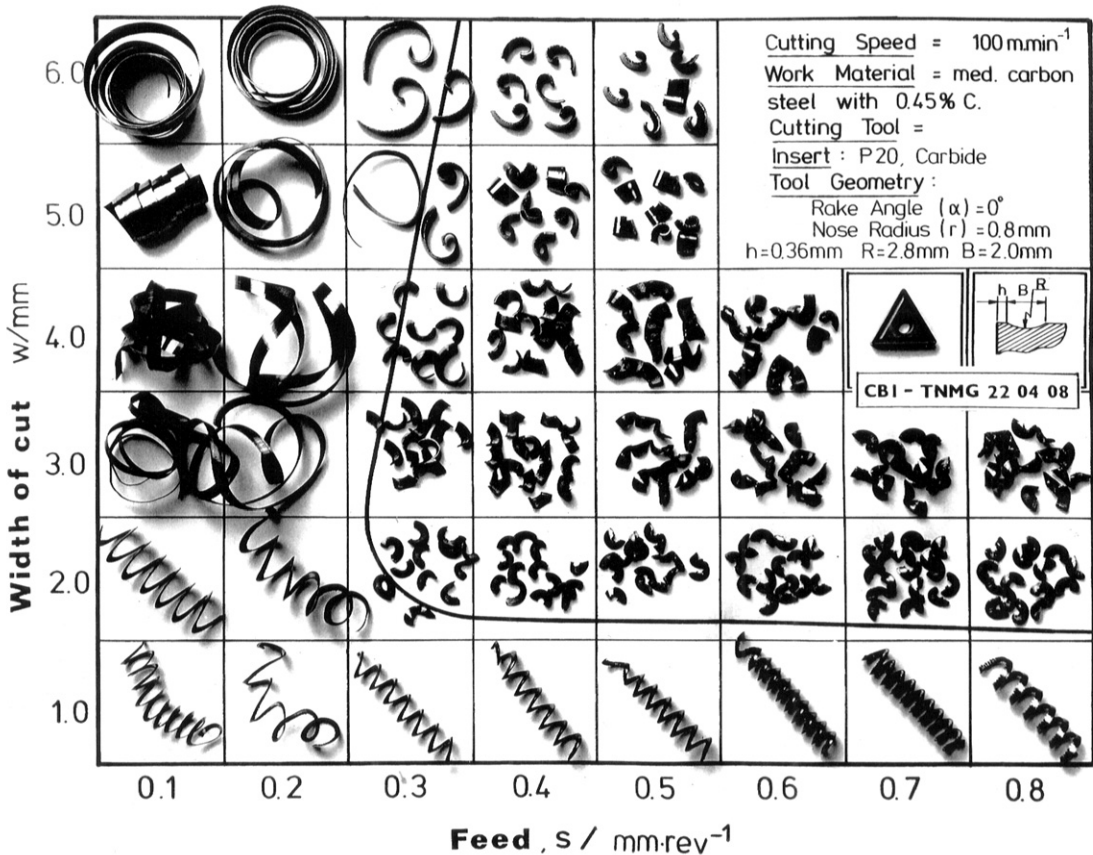 Cutting Speed = 100 m.min⁻¹
Work Material = med. carbon
steel with 0.45% C.
Cutting Tool =
Insert : P20, Carbide
Tool Geometry :
Rake Angle (α) = 0°
Nose Radius (r) = 0.8mm
h=0.36mm R=2.8mm B=2.0mm
h B R
CBI - TNMG 22 04 08
Width of cut w/mm
6.0
5.0
4.0
3.0
2.0
1.0
0.1 0.2 0.3 0.4 0.5 0.6 0.7 0.8
Feed, s / mm·rev⁻¹